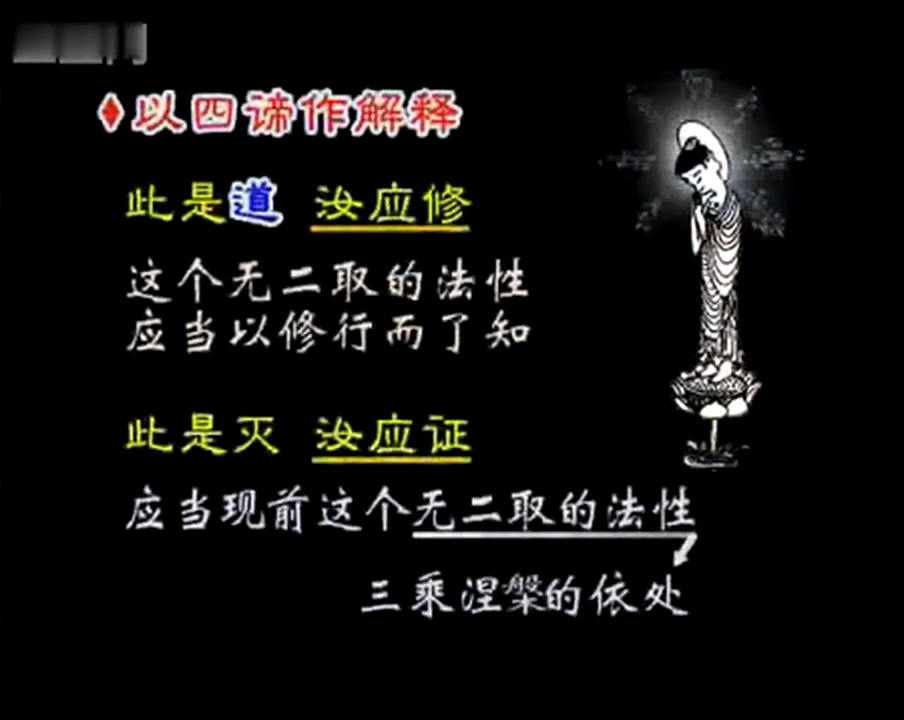 ♦以四谛作解释
此是道 汝应修
这个无二取的法性
应当以修行而了知
此是灭 汝应证
应当现前这个无二取的法性
三乘涅槃的依处